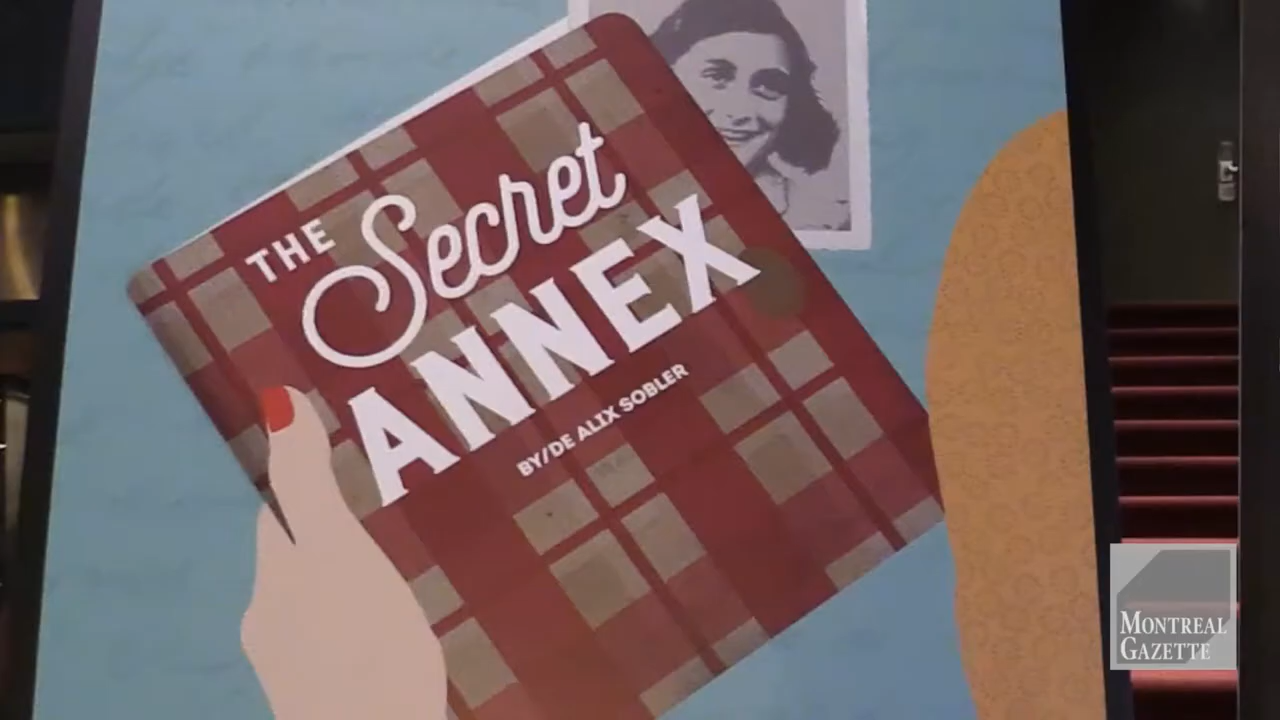 THE
Secret
ANNEX
BY/DE ALIX SOBLER
MONTREAL
GAZETTE